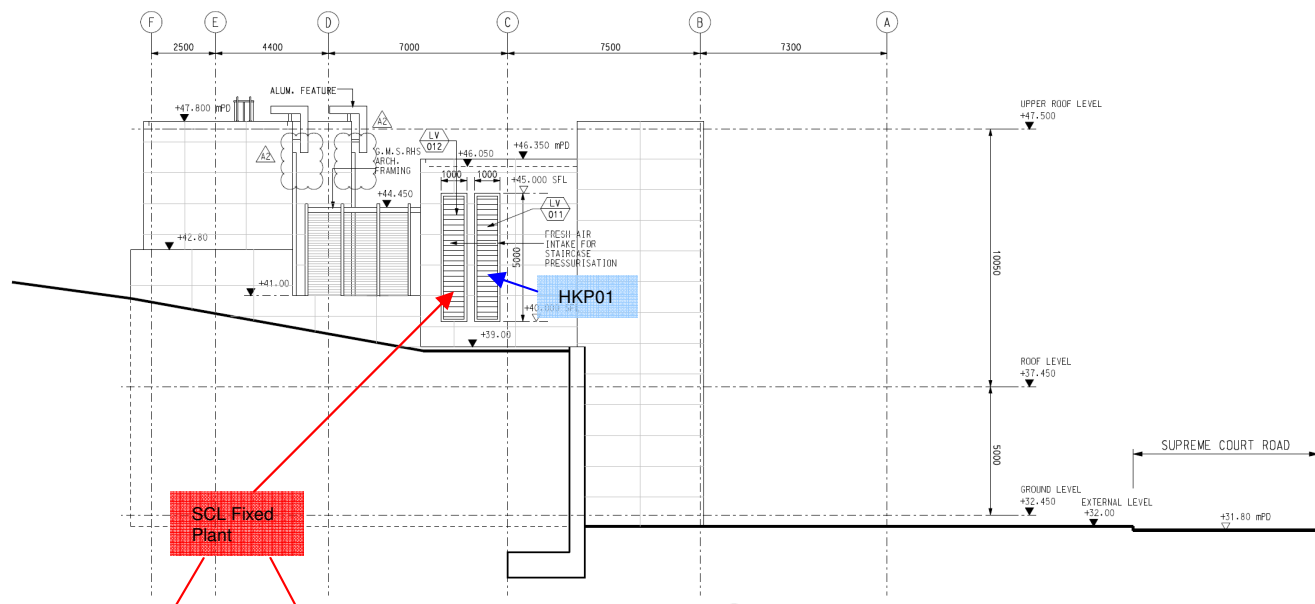 F
E
D
C
B
A
2500
4400
7000
7500
7300
ALUM. FEATURE
+47.800 mPD
UPPER ROOF LEVEL
+47.500
A2
LV
012
A2
G.M.S.RHS
ARCH.
FRAMING
+46.050
+46.350 mPD
1000
1000
+45.000 SFL
+44.450
LV
011
FRESH AIR
INTAKE FOR
STAIRCASE
PRESSURISATION
5000
+42.80
10050
+41.00
HKP01
+40.000 SFL
+39.00
ROOF LEVEL
+37.450
5000
SUPREME COURT ROAD
GROUND LEVEL
+32.450
EXTERNAL LEVEL
+32.00
+31.80 mPD
SCL Fixed
Plant